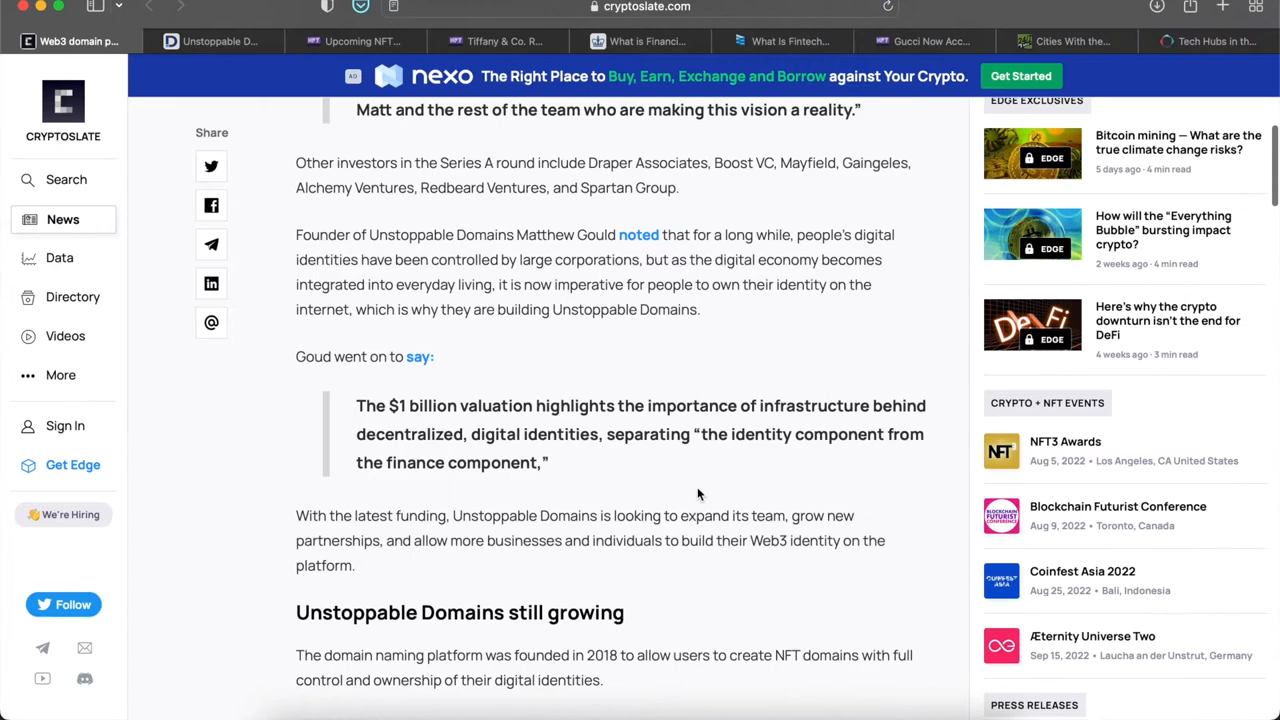 cryptoslate.com
Web3 domain p...
Unstoppable D...
Upcoming NFT...
Tiffany & Co. R...
What is Financi...
What Is Fintech...
Gucci Now Acc...
Cities With the...
Tech Hubs in th...
AD
nexo
The Right Place to Buy, Earn, Exchange and Borrow against Your Crypto.
Get Started
CRYPTOSLATE
Search
News
Data
Directory
Videos
More
Sign In
Get Edge
👋 We're Hiring
Follow
Share
Matt and the rest of the team who are making this vision a reality.”
Other investors in the Series A round include Draper Associates, Boost VC, Mayfield, Gaingeles,
Alchemy Ventures, Redbeard Ventures, and Spartan Group.
Founder of Unstoppable Domains Matthew Gould noted that for a long while, people’s digital
identities have been controlled by large corporations, but as the digital economy becomes
integrated into everyday living, it is now imperative for people to own their identity on the
internet, which is why they are building Unstoppable Domains.
Goud went on to say:
The $1 billion valuation highlights the importance of infrastructure behind
decentralized, digital identities, separating “the identity component from
the finance component,”
With the latest funding, Unstoppable Domains is looking to expand its team, grow new
partnerships, and allow more businesses and individuals to build their Web3 identity on the
platform.
Unstoppable Domains still growing
The domain naming platform was founded in 2018 to allow users to create NFT domains with full
control and ownership of their digital identities.
EDGE EXCLUSIVES
EDGE
Bitcoin mining — What are the
true climate change risks?
5 days ago · 4 min read
EDGE
How will the “Everything
Bubble” bursting impact
crypto?
2 weeks ago · 4 min read
DeFi
EDGE
Here’s why the crypto
downturn isn’t the end for
DeFi
4 weeks ago · 3 min read
CRYPTO + NFT EVENTS
NFT3
NFT3 Awards
Aug 5, 2022 • Los Angeles, CA United States
BLOCKCHAIN
FUTURIST
CONFERENCE
Blockchain Futurist Conference
Aug 9, 2022 • Toronto, Canada
COINFEST
ASIA
Coinfest Asia 2022
Aug 25, 2022 • Bali, Indonesia
Æternity Universe Two
Sep 15, 2022 • Laucha an der Unstrut, Germany
PRESS RELEASES